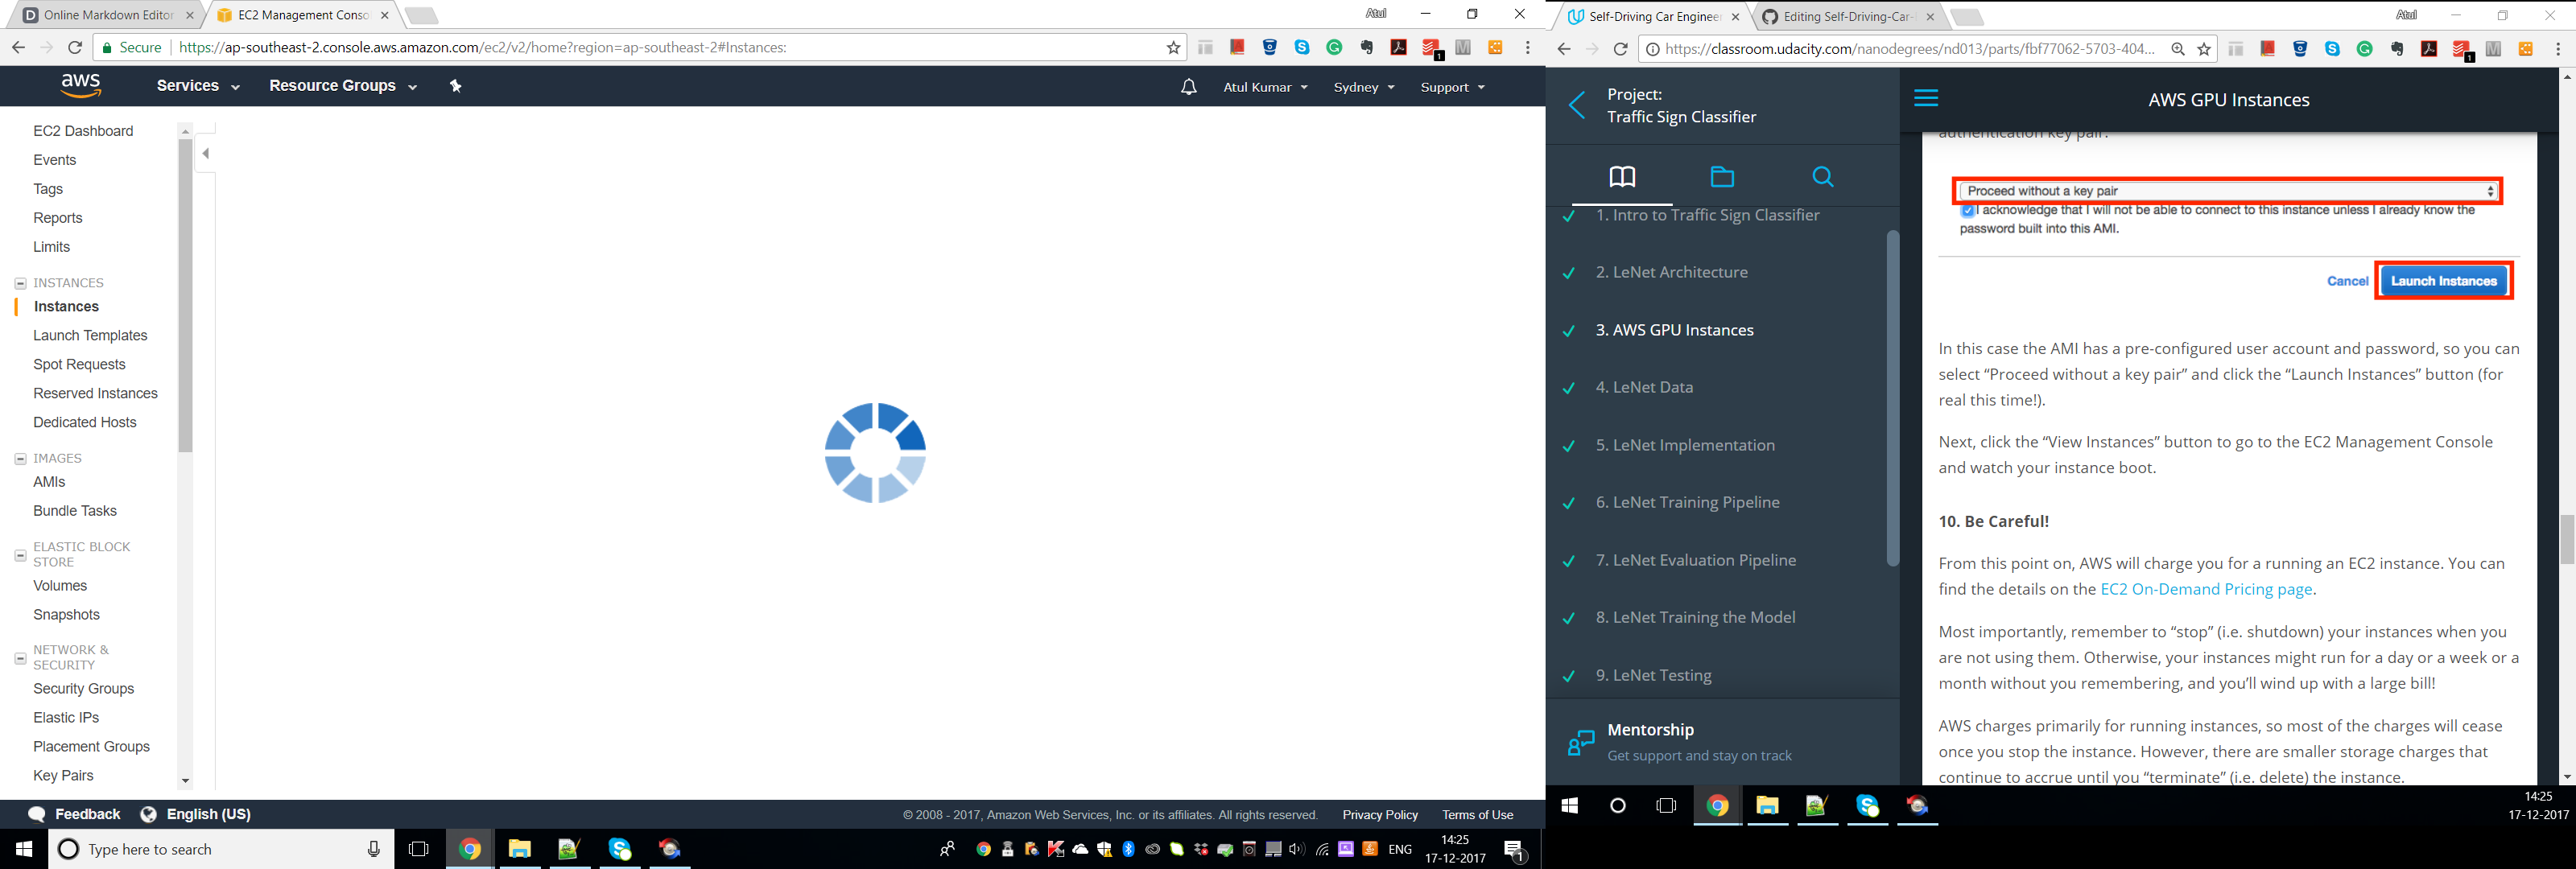 Online Markdown Editor
EC2 Management Conso
Atul
Secure
https://ap-southeast-2.console.aws.amazon.com/ec2/v2/home?region=ap-southeast-2#Instances:
1
aws
Services
Resource Groups
Atul Kumar
Sydney
Support
EC2 Dashboard
Events
Tags
Reports
Limits
INSTANCES
Instances
Launch Templates
Spot Requests
Reserved Instances
Dedicated Hosts
IMAGES
AMIs
Bundle Tasks
ELASTIC BLOCK
STORE
Volumes
Snapshots
NETWORK &
SECURITY
Security Groups
Elastic IPs
Placement Groups
Key Pairs
Feedback
English (US)
© 2008 - 2017, Amazon Web Services, Inc. or its affiliates. All rights reserved.
Privacy Policy
Terms of Use
Type here to search
ENG
14:25
17-12-2017
1
Self-Driving Car Engineer
Editing Self-Driving-Car-
Atul
https://classroom.udacity.com/nanodegrees/nd013/parts/fbf77062-5703-404...
1
Project:
Traffic Sign Classifier
1. Intro to Traffic Sign Classifier
2. LeNet Architecture
3. AWS GPU Instances
4. LeNet Data
5. LeNet Implementation
6. LeNet Training Pipeline
7. LeNet Evaluation Pipeline
8. LeNet Training the Model
9. LeNet Testing
Mentorship
Get support and stay on track
AWS GPU Instances
authentication key pair.
Proceed without a key pair
I acknowledge that I will not be able to connect to this instance unless I already know the
password built into this AMI.
Cancel
Launch Instances
In this case the AMI has a pre-configured user account and password, so you can
select “Proceed without a key pair” and click the “Launch Instances” button (for
real this time!).
Next, click the “View Instances” button to go to the EC2 Management Console
and watch your instance boot.
10. Be Careful!
From this point on, AWS will charge you for a running an EC2 instance. You can
find the details on the EC2 On-Demand Pricing page.
Most importantly, remember to “stop” (i.e. shutdown) your instances when you
are not using them. Otherwise, your instances might run for a day or a week or a
month without you remembering, and you’ll wind up with a large bill!
AWS charges primarily for running instances, so most of the charges will cease
once you stop the instance. However, there are smaller storage charges that
continue to accrue until you “terminate” (i.e. delete) the instance.
14:25
17-12-2017